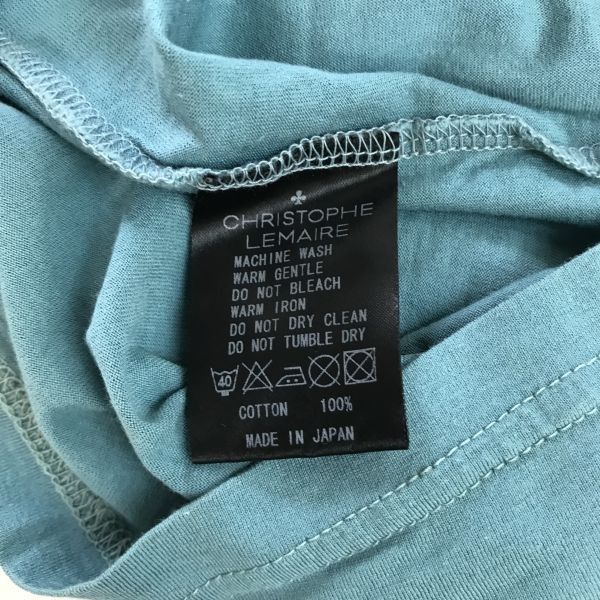 CHRISTOPHE
LEMAIRE
MACHINE WASH
WARM GENTLE
DO NOT BLEACH
WARM IRON
DO NOT DRY CLEAN
DO NOT TUMBLE DRY
40
COTTON 100%
MADE IN JAPAN